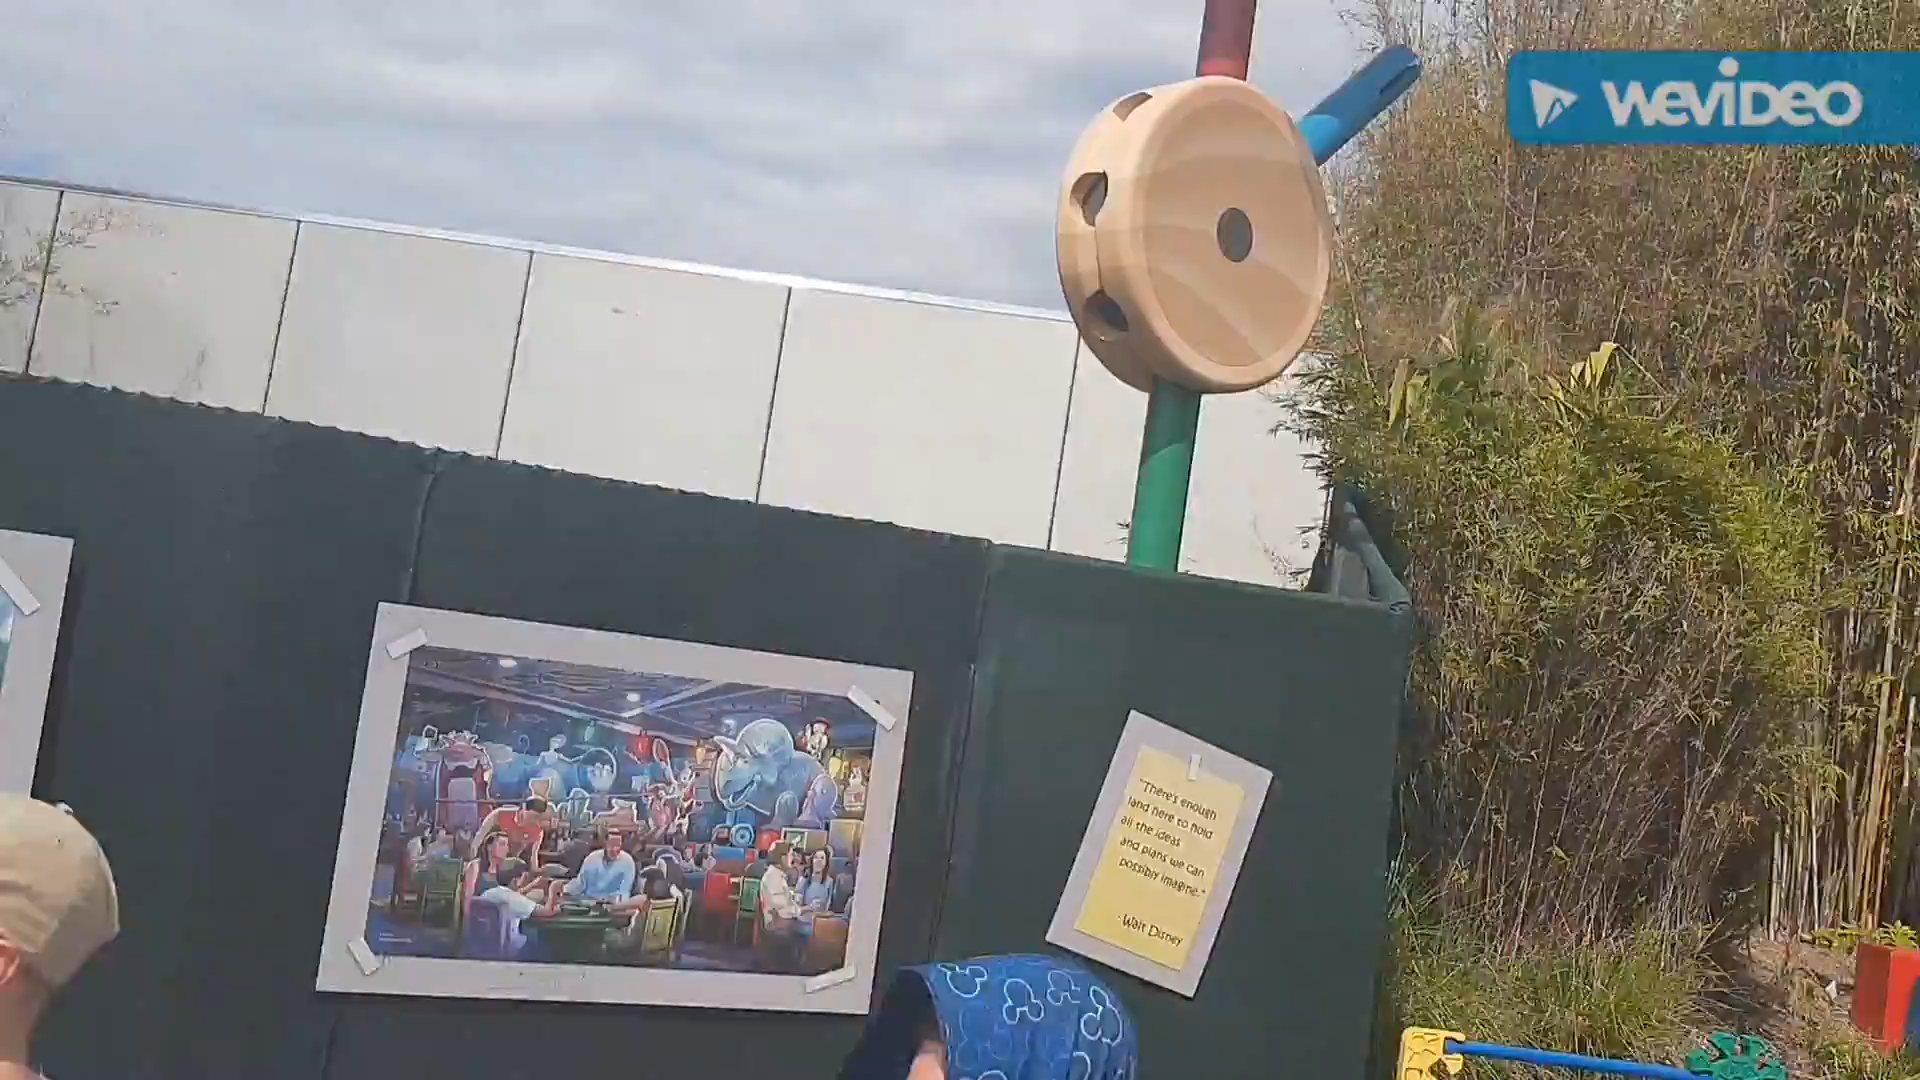 WEVIDEO
"There's enough
land here to hold
all the ideas
and plans we can
possibly imagine."
- Walt Disney